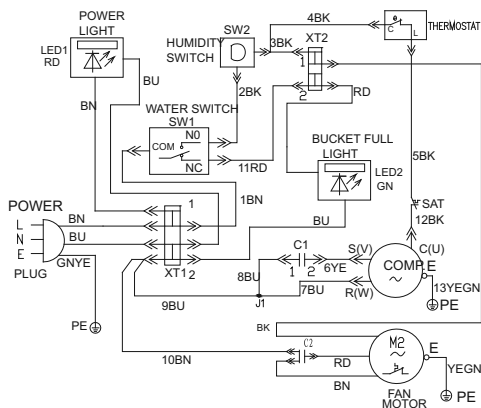 POWER
LIGHT
LED1
RD
BN
BU
SW2
HUMIDITY
SWITCH
3BK
4BK
XT2
1
2
C
L
THERMOSTAT
2BK
WATER SWITCH
SW1
N0
COM
NC
11RD
RD
BUCKET FULL
LIGHT
LED2
GN
5BK
SAT
12BK
1BN
POWER
L
N
E
PLUG
BN
BU
GNYE
1
XT1
2
BU
8BU
9BU
C1
1
2
6YE
7BU
J1
S(V)
R(W)
C(U)
COMP.
E
13YEGN
PE
PE
10BN
BK
C2
RD
BN
M2
E
YEGN
PE
FAN
MOTOR